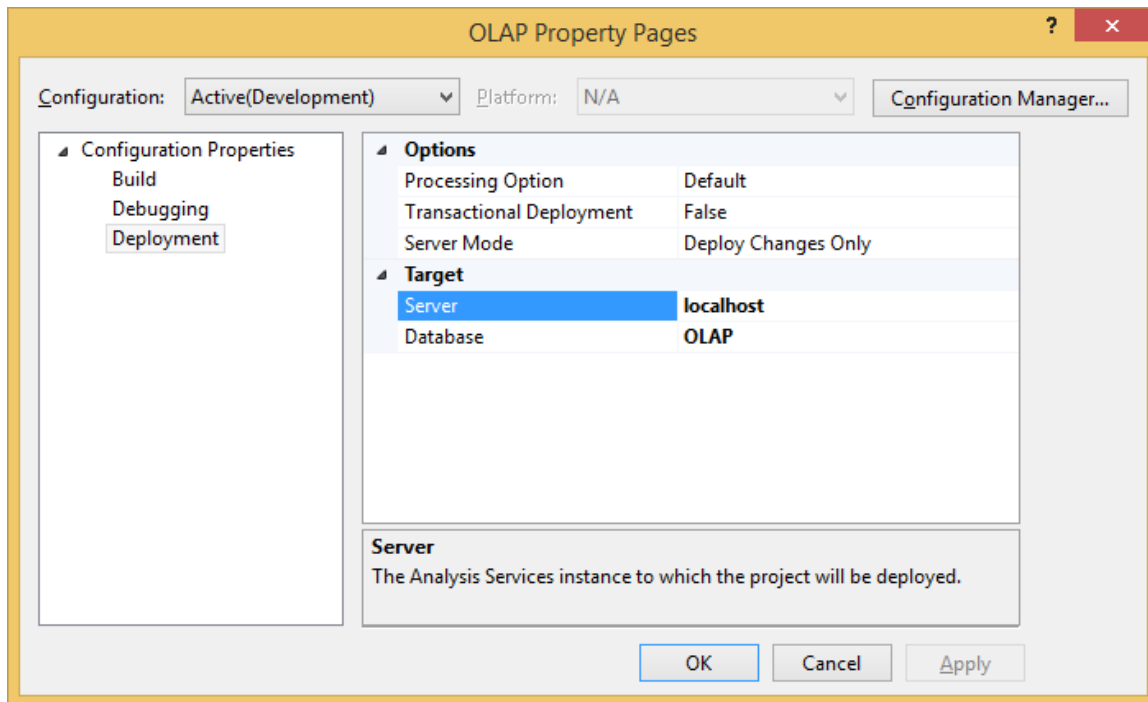 OLAP Property Pages
?
Configuration: Active(Development) Platform: N/A Configuration Manager...
Configuration Properties
Build
Debugging
Deployment
Options
Processing Option Default
Transactional Deployment False
Server Mode Deploy Changes Only
Target
Server localhost
Database OLAP
Server
The Analysis Services instance to which the project will be deployed.
OK Cancel Apply